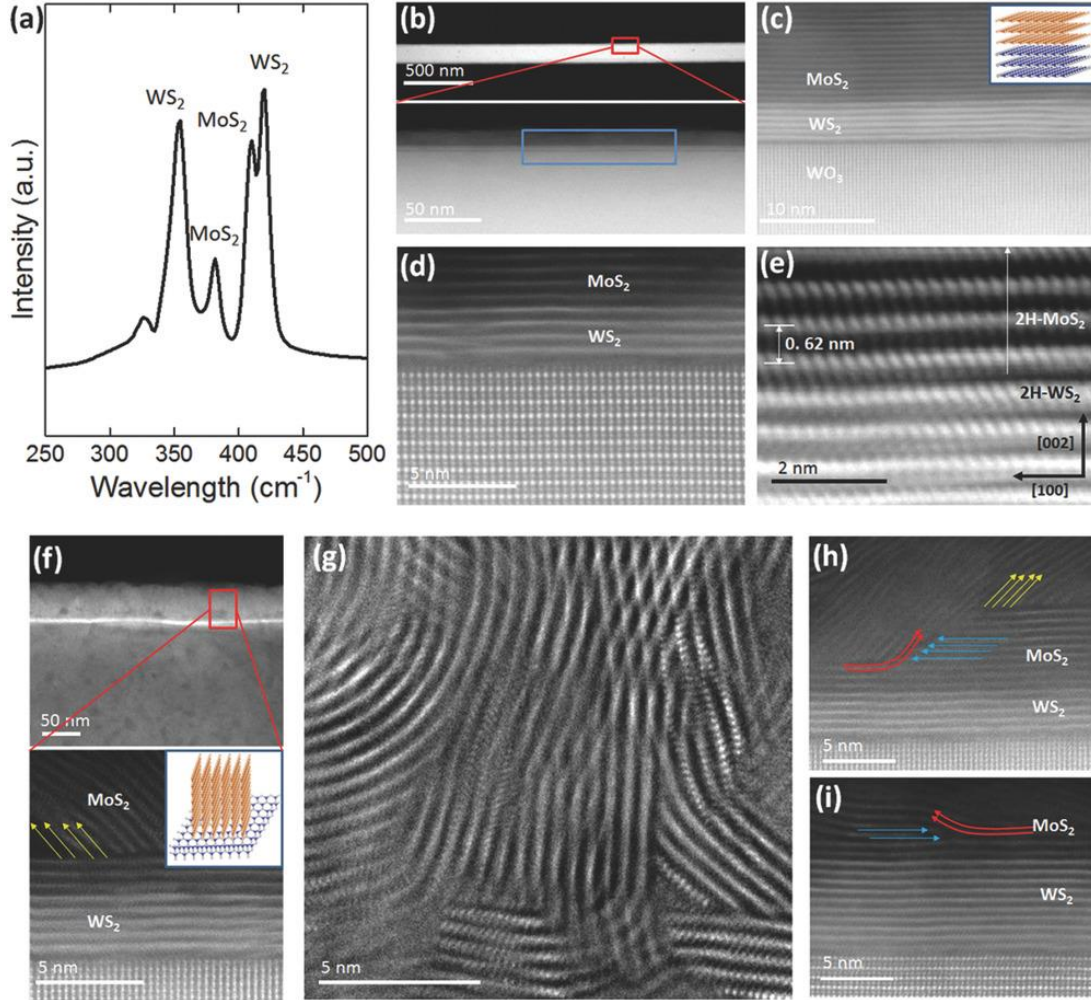 (a)
WS₂
MoS₂
WS₂
MoS₂
Intensity (a.u.)
250 300 350 400 450 500
Wavelength (cm⁻¹)
(b)
500 nm
50 nm
(c)
MoS₂
WS₂
WO₃
10 nm
(d)
MoS₂
WS₂
5 nm
(e)
2H-MoS₂
0. 62 nm
2H-WS₂
[002]
2 nm
[100]
(f)
50 nm
MoS₂
WS₂
5 nm
(g)
5 nm
(h)
MoS₂
WS₂
5 nm
(i)
MoS₂
WS₂
5 nm